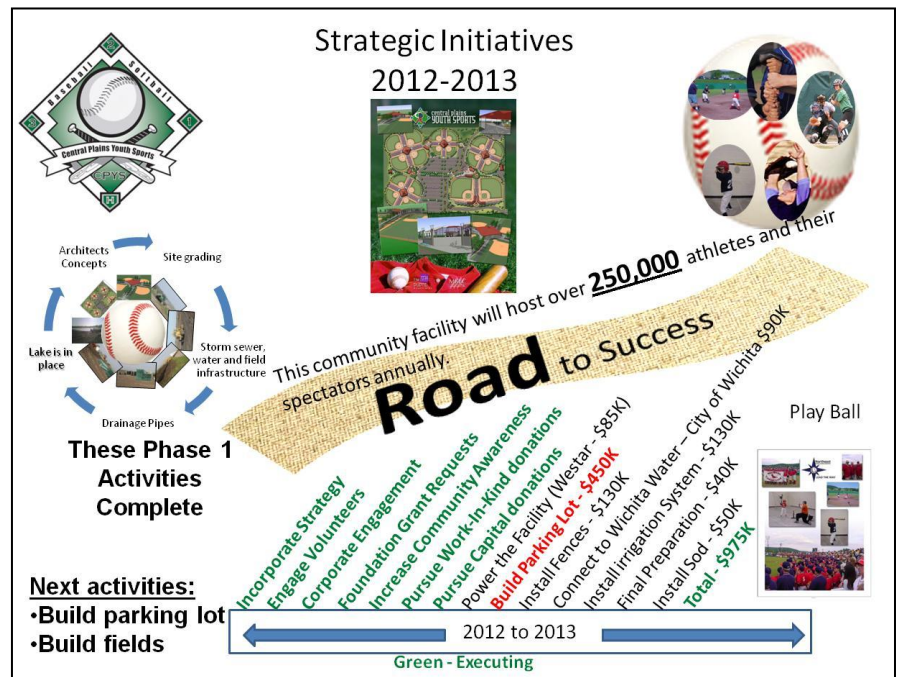 Strategic Initiatives
2012-2013
Baseball Softball
Central Plains Youth Sports
CPYS
H
central plains
YOUTH SPORTS
Architects
Concepts
Site grading
Storm sewer,
water and field
infrastructure
Drainage Pipes
Lake is in
place
These Phase 1
Activities
Complete
This community facility will host over 250,000 athletes and their
spectators annually.
Road to Success
Play Ball
Incorporate Strategy
Engage Volunteers
Corporate Engagement
Foundation Grant Requests
Increase Community Awareness
Pursue Work-In-Kind donations
Pursue Capital donations
Power the Facility (Westar - $85K)
Build Parking Lot - $450K
Install Fences - $130K
Connect to Wichita Water – City of Wichita $90K
Install irrigation System - $130K
Final Preparation - $40K
Install Sod - $50K
Total - $975K
Next activities:
•Build parking lot
•Build fields
2012 to 2013
Green - Executing